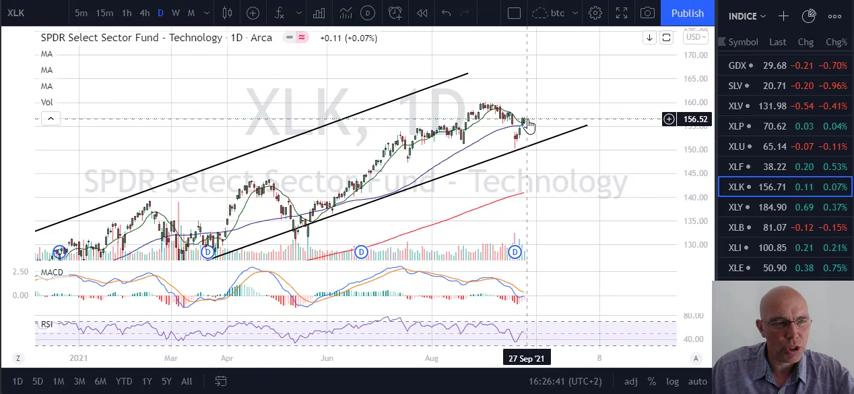 XLK 5m 15m 1h 4h D W M btc Publish
SPDR Select Sector Fund - Technology · 1D · Arca +0.11 (+0.07%) USD
MA
MA
MA
Vol
XLK, 1D
SPDR Select Sector Fund - Technology
170.00
165.00
160.00
156.52
155.00
150.00
145.00
140.00
135.00
130.00
D D D
MACD
2.50
0.00
RSI
80.00
40.00
Z 2021 Mar Apr Jun Aug 27 Sep '21 8 A
1D 5D 1M 3M 6M YTD 1Y 5Y All 16:26:41 (UTC+2) adj % log auto
INDICE
Symbol Last Chg Chg%
GDX 29.68 -0.21 -0.70%
SLV 20.71 -0.20 -0.96%
XLV 131.98 -0.54 -0.41%
XLP 70.62 0.03 0.04%
XLU 65.14 -0.07 -0.11%
XLF 38.22 0.20 0.53%
XLK 156.71 0.11 0.07%
XLY 184.90 0.69 0.37%
XLB 81.07 -0.12 -0.15%
XLI 100.85 0.21 0.21%
XLE 50.90 0.38 0.75%